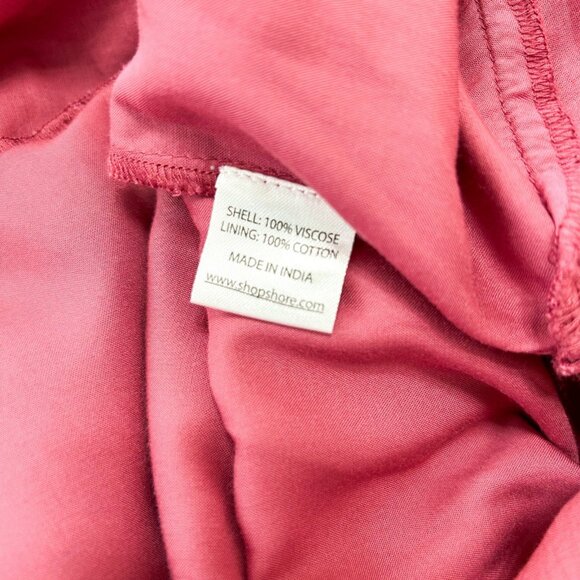 SHELL: 100% VISCOSE
LINING: 100% COTTON
MADE IN INDIA
www.shopshore.com